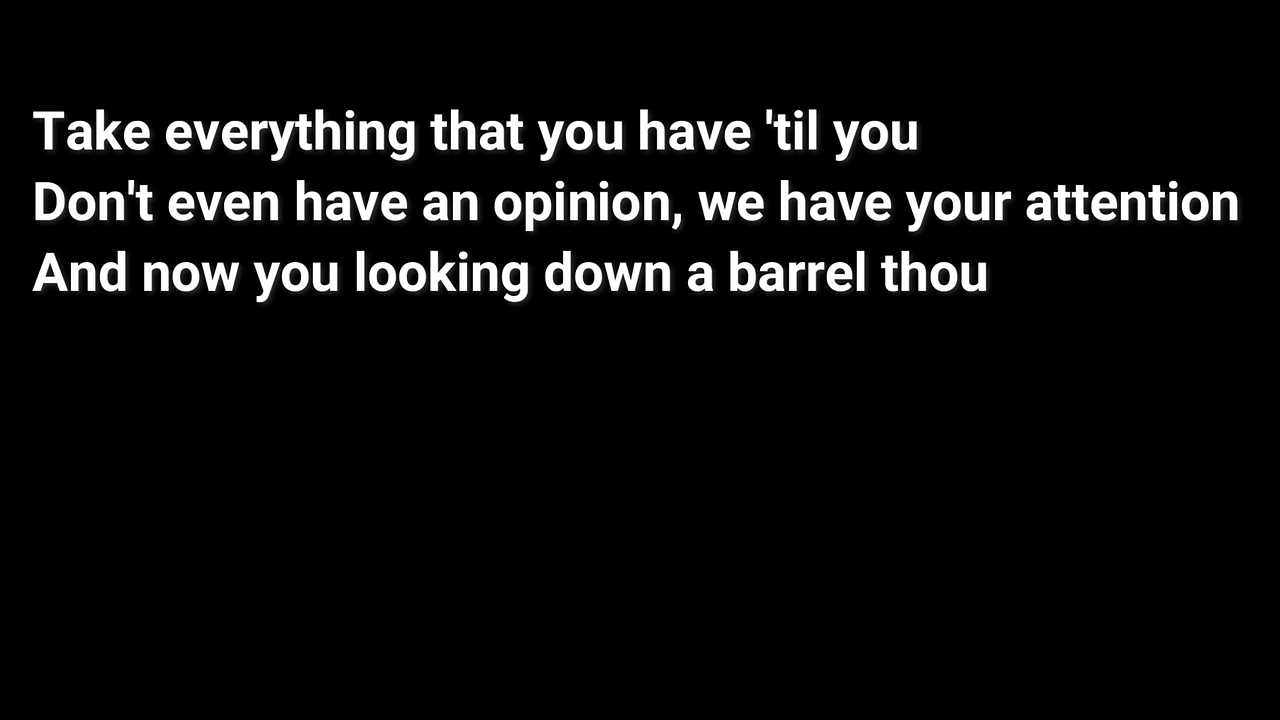 Take everything that you have 'til you
Don't even have an opinion, we have your attention
And now you looking down a barrel thou